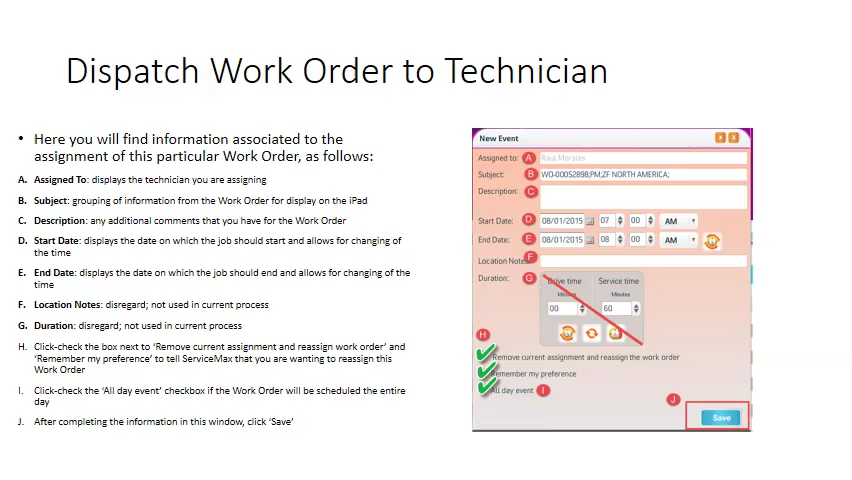 Dispatch Work Order to Technician
• Here you will find information associated to the
assignment of this particular Work Order, as follows:
A. Assigned To: displays the technician you are assigning
B. Subject: grouping of information from the Work Order for display on the iPad
C. Description: any additional comments that you have for the Work Order
D. Start Date: displays the date on which the job should start and allows for changing of
the time
E. End Date: displays the date on which the job should end and allows for changing of the
time
F. Location Notes: disregard; not used in current process
G. Duration: disregard; not used in current process
H. Click-check the box next to ‘Remove current assignment and reassign work order’ and
‘Remember my preference’ to tell ServiceMax that you are wanting to reassign this
Work Order
I. Click-check the ‘All day event’ checkbox if the Work Order will be scheduled the entire
day
J. After completing the information in this window, click ‘Save’
New Event
Assigned to: A Raul Morales
Subject: B WO-00052898;PM;ZF NORTH AMERICA;
Description: C
Start Date: D 08/01/2015 07 00 AM
End Date: E 08/01/2015 08 00 AM
Location Notes F
Duration: G Drive time Service time
Minutes Minutes
00 60
H
Remove current assignment and reassign the work order
Remember my preference
All day event I
J
Save